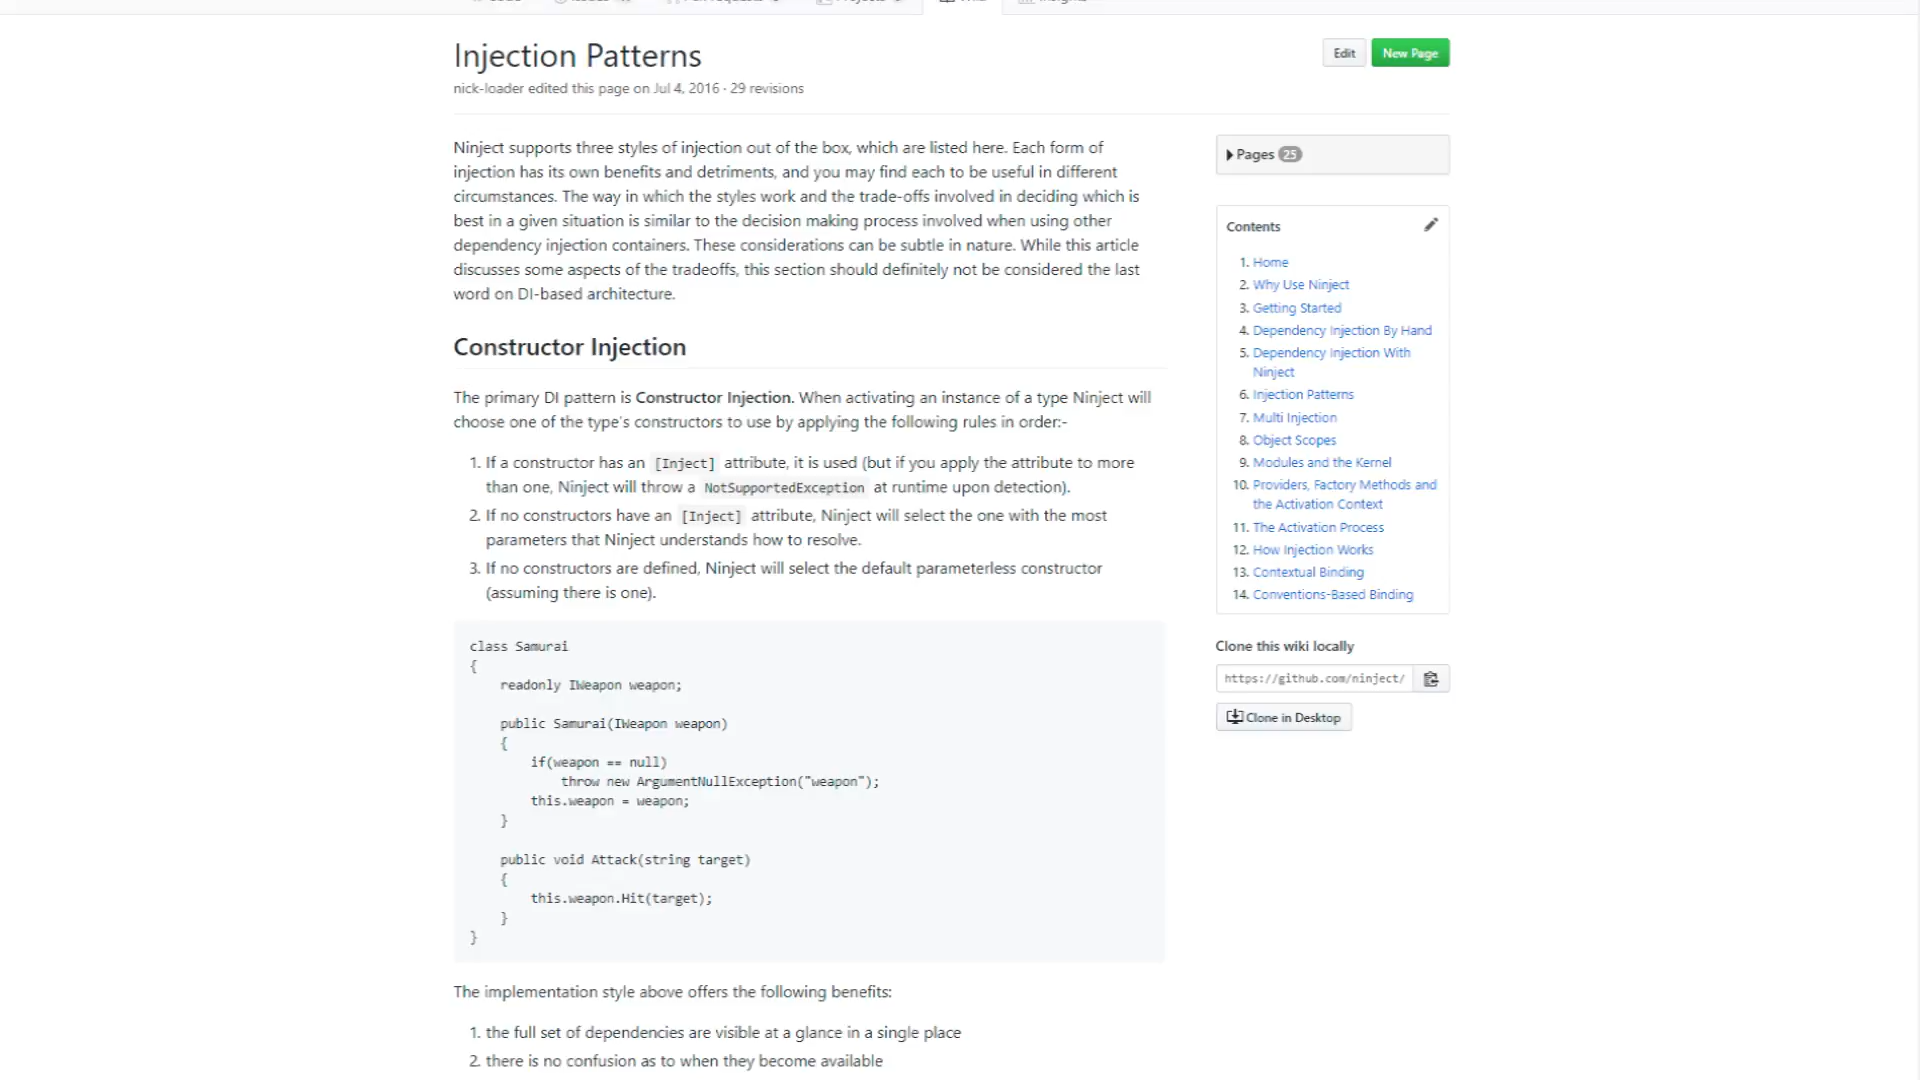 Injection Patterns
Edit
New Page
nick-loader edited this page on Jul 4, 2016 · 29 revisions
Ninject supports three styles of injection out of the box, which are listed here. Each form of
injection has its own benefits and detriments, and you may find each to be useful in different
circumstances. The way in which the styles work and the trade-offs involved in deciding which is
best in a given situation is similar to the decision making process involved when using other
dependency injection containers. These considerations can be subtle in nature. While this article
discusses some aspects of the tradeoffs, this section should definitely not be considered the last
word on DI-based architecture.
Constructor Injection
The primary DI pattern is Constructor Injection. When activating an instance of a type Ninject will
choose one of the type's constructors to use by applying the following rules in order:-
1. If a constructor has an [Inject] attribute, it is used (but if you apply the attribute to more
than one, Ninject will throw a NotSupportedException at runtime upon detection).
2. If no constructors have an [Inject] attribute, Ninject will select the one with the most
parameters that Ninject understands how to resolve.
3. If no constructors are defined, Ninject will select the default parameterless constructor
(assuming there is one).
class Samurai
{
readonly IWeapon weapon;
public Samurai(IWeapon weapon)
{
if(weapon == null)
throw new ArgumentNullException("weapon");
this.weapon = weapon;
}
public void Attack(string target)
{
this.weapon.Hit(target);
}
}
The implementation style above offers the following benefits:
1. the full set of dependencies are visible at a glance in a single place
2. there is no confusion as to when they become available
Pages 25
Contents
1. Home
2. Why Use Ninject
3. Getting Started
4. Dependency Injection By Hand
5. Dependency Injection With
Ninject
6. Injection Patterns
7. Multi Injection
8. Object Scopes
9. Modules and the Kernel
10. Providers, Factory Methods and
the Activation Context
11. The Activation Process
12. How Injection Works
13. Contextual Binding
14. Conventions-Based Binding
Clone this wiki locally
https://github.com/ninject/
Clone in Desktop